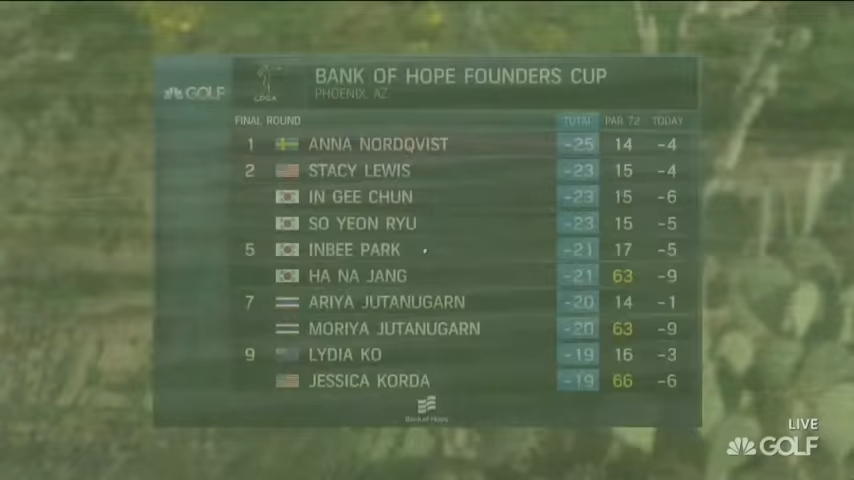 BANK OF HOPE FOUNDERS CUP
GOLF
LPGA
PHOENIX, AZ
FINAL ROUND TOTAL PAR 72 TODAY
1 ANNA NORDQVIST -25 14 -4
2 STACY LEWIS -23 15 -4
IN GEE CHUN -23 15 -6
SO YEON RYU -23 15 -5
5 INBEE PARK -21 17 -5
HA NA JANG -21 63 -9
7 ARIYA JUTANUGARN -20 14 -1
MORIYA JUTANUGARN -20 63 -9
9 LYDIA KO -19 16 -3
JESSICA KORDA -19 66 -6
Bank of Hope
LIVE
GOLF